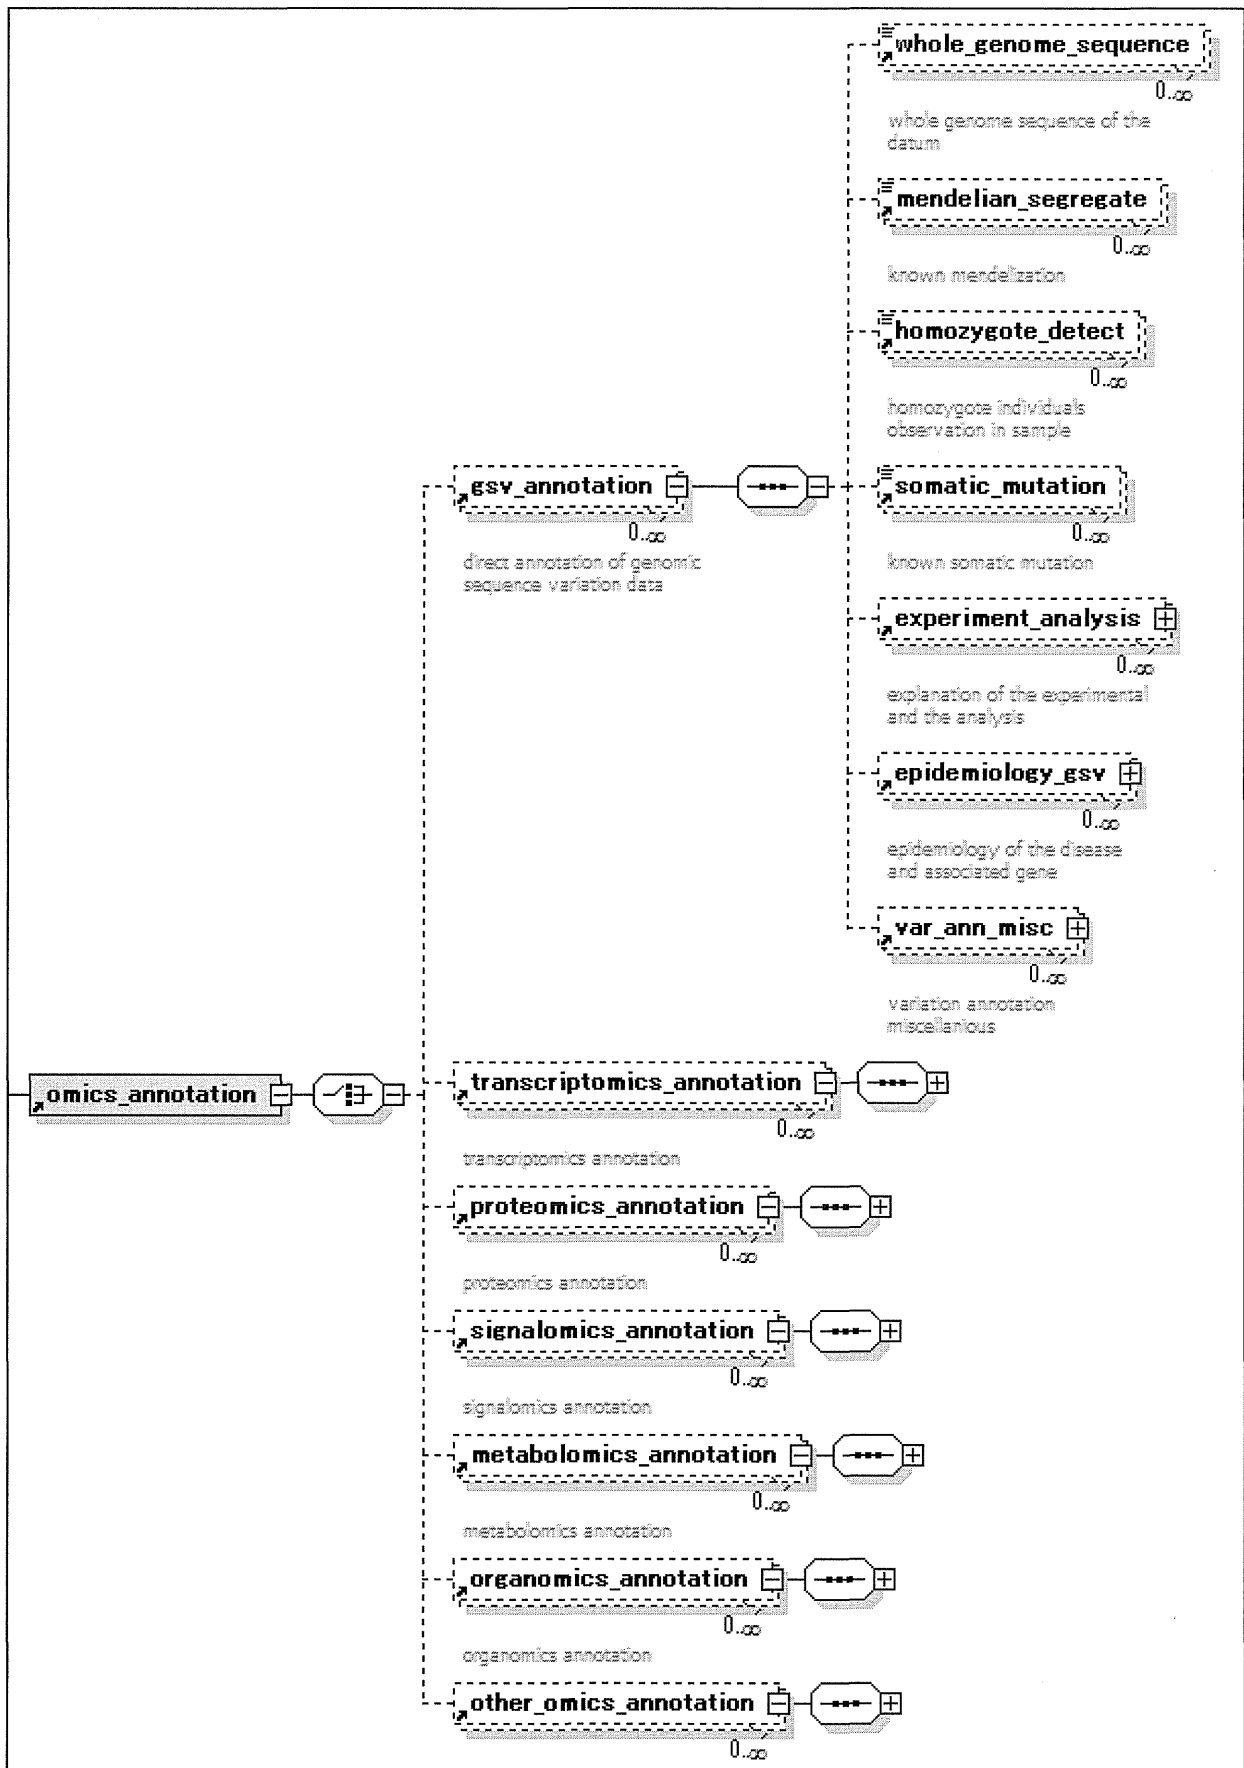 whole_genome_sequence
0..∞
whole genome sequence of the
datum
mendelian_segregate
0..∞
known mendelization
homozygote_detect
0..∞
homozygote individuals
observation in sample
gsv_annotation
0..∞
direct annotation of genomic
sequence variation data
somatic_mutation
0..∞
known somatic mutation
experiment_analysis
0..∞
explanation of the experimental
and the analysis
epidemiology_gsv
0..∞
epidemiology of the disease
and associated gene
var_ann_misc
0..∞
variation annotation
miscellanious
omics_annotation
transcriptomics_annotation
0..∞
transcriptomics annotation
proteomics_annotation
0..∞
proteomics annotation
signalomics_annotation
0..∞
signalomics annotation
metabolomics_annotation
0..∞
metabolomics annotation
organomics_annotation
0..∞
organomics annotation
other_omics_annotation
0..∞